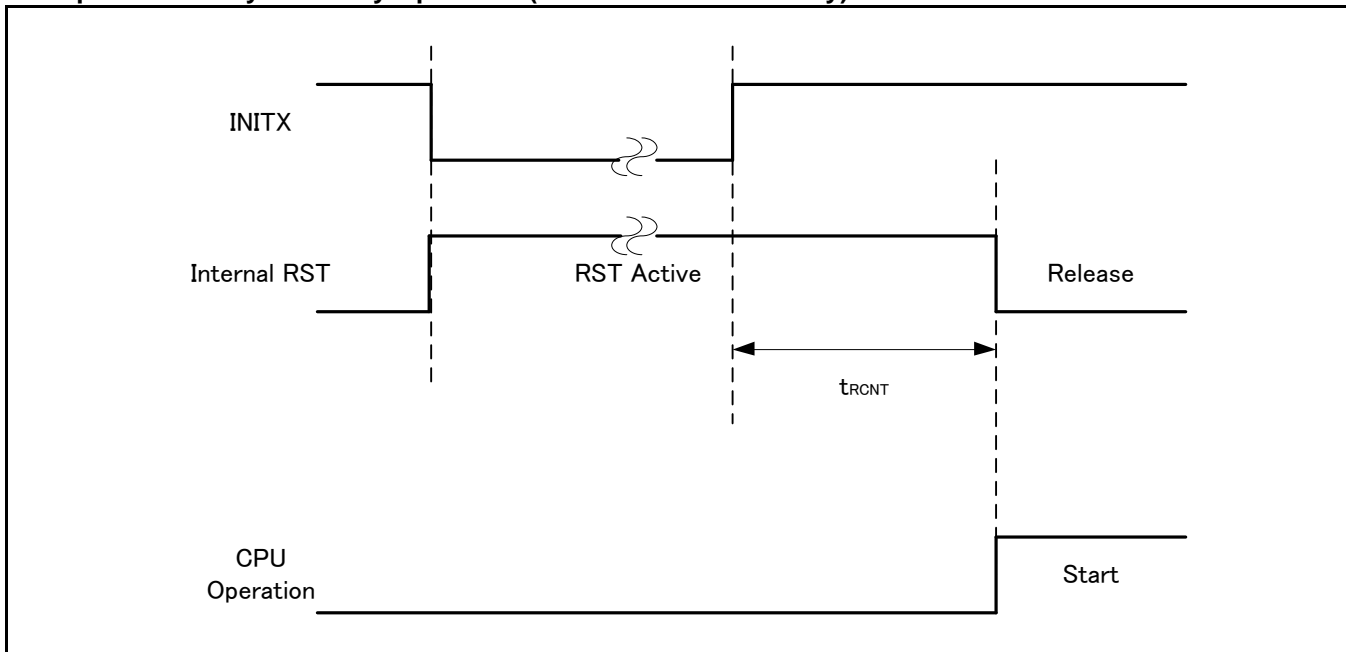 INITX
Internal RST
RST Active
Release
tRCNT
CPU
Operation
Start